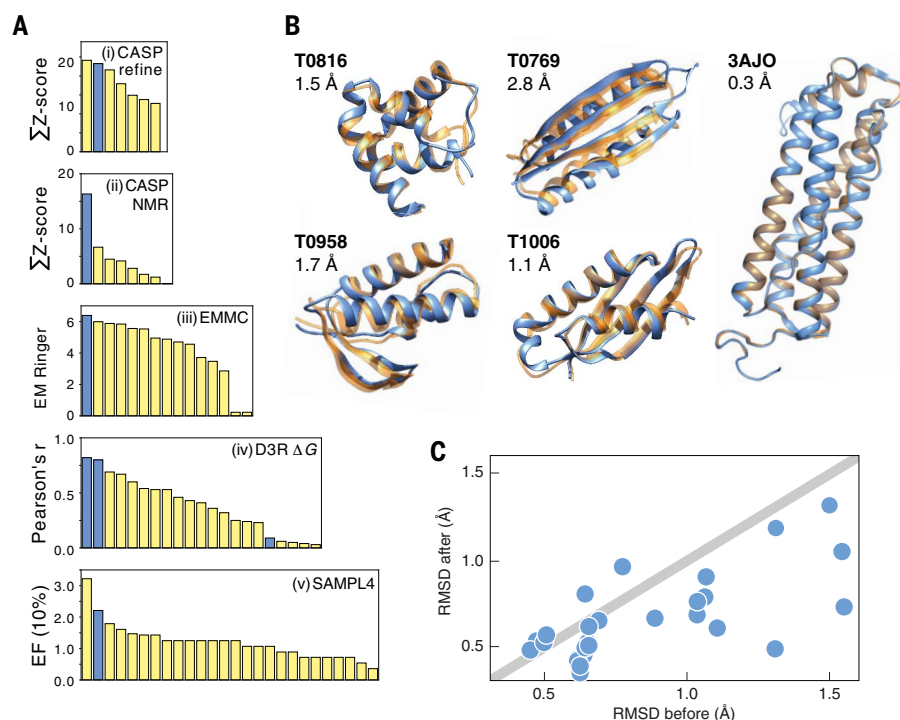 A
(i) CASP
refine
∑Z-score
20
10
0
(ii) CASP
NMR
∑Z-score
20
10
0
(iii) EMMC
EM Ringer
6
4
2
0
(iv) D3R ΔG
Pearson's r
1.0
0.5
0.0
(v) SAMPL4
EF (10%)
3.0
2.0
1.0
0.0
B
T0816
1.5 Å
T0769
2.8 Å
3AJO
0.3 Å
T0958
1.7 Å
T1006
1.1 Å
C
RMSD after (Å)
1.5
1.0
0.5
0.5 1.0 1.5
RMSD before (Å)